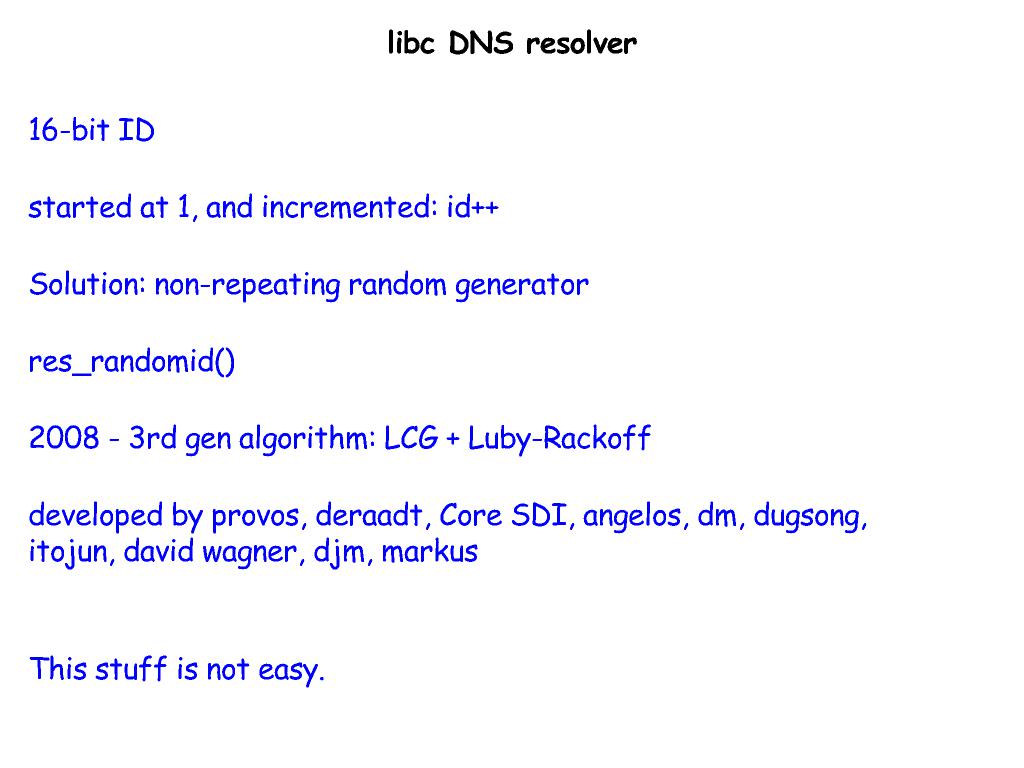 libc DNS resolver
16-bit ID
started at 1, and incremented: id++
Solution: non-repeating random generator
res_randomid()
2008 - 3rd gen algorithm: LCG + Luby-Rackoff
developed by provos, deraadt, Core SDI, angelos, dm, dugsong,
itojun, david wagner, djm, markus
This stuff is not easy.